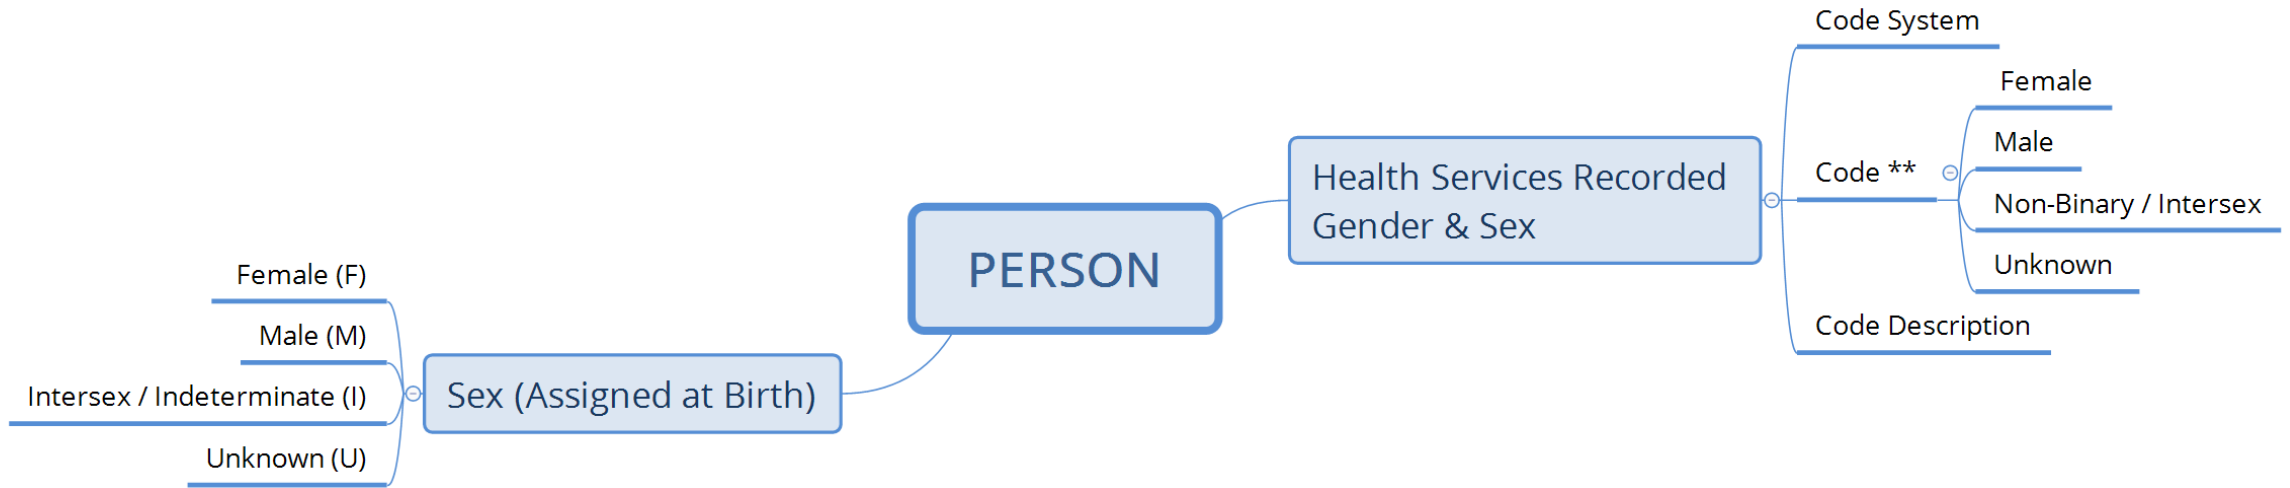 Code System
Female
Male
Code **
Non-Binary / Intersex
Unknown
Code Description
Health Services Recorded
Gender & Sex
PERSON
Sex (Assigned at Birth)
Female (F)
Male (M)
Intersex / Indeterminate (I)
Unknown (U)